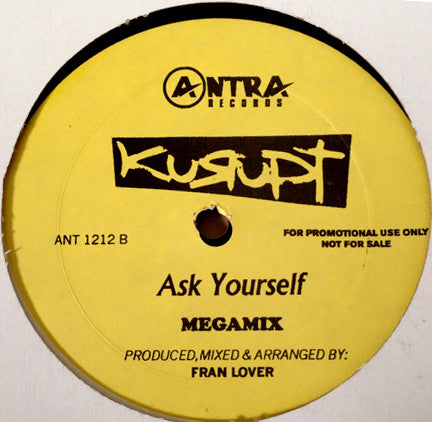 ANTRA
RECORDS
KURUPT
ANT 1212 B
FOR PROMOTIONAL USE ONLY
NOT FOR SALE
Ask Yourself
MEGAMIX
PRODUCED, MIXED & ARRANGED BY:
FRAN LOVER